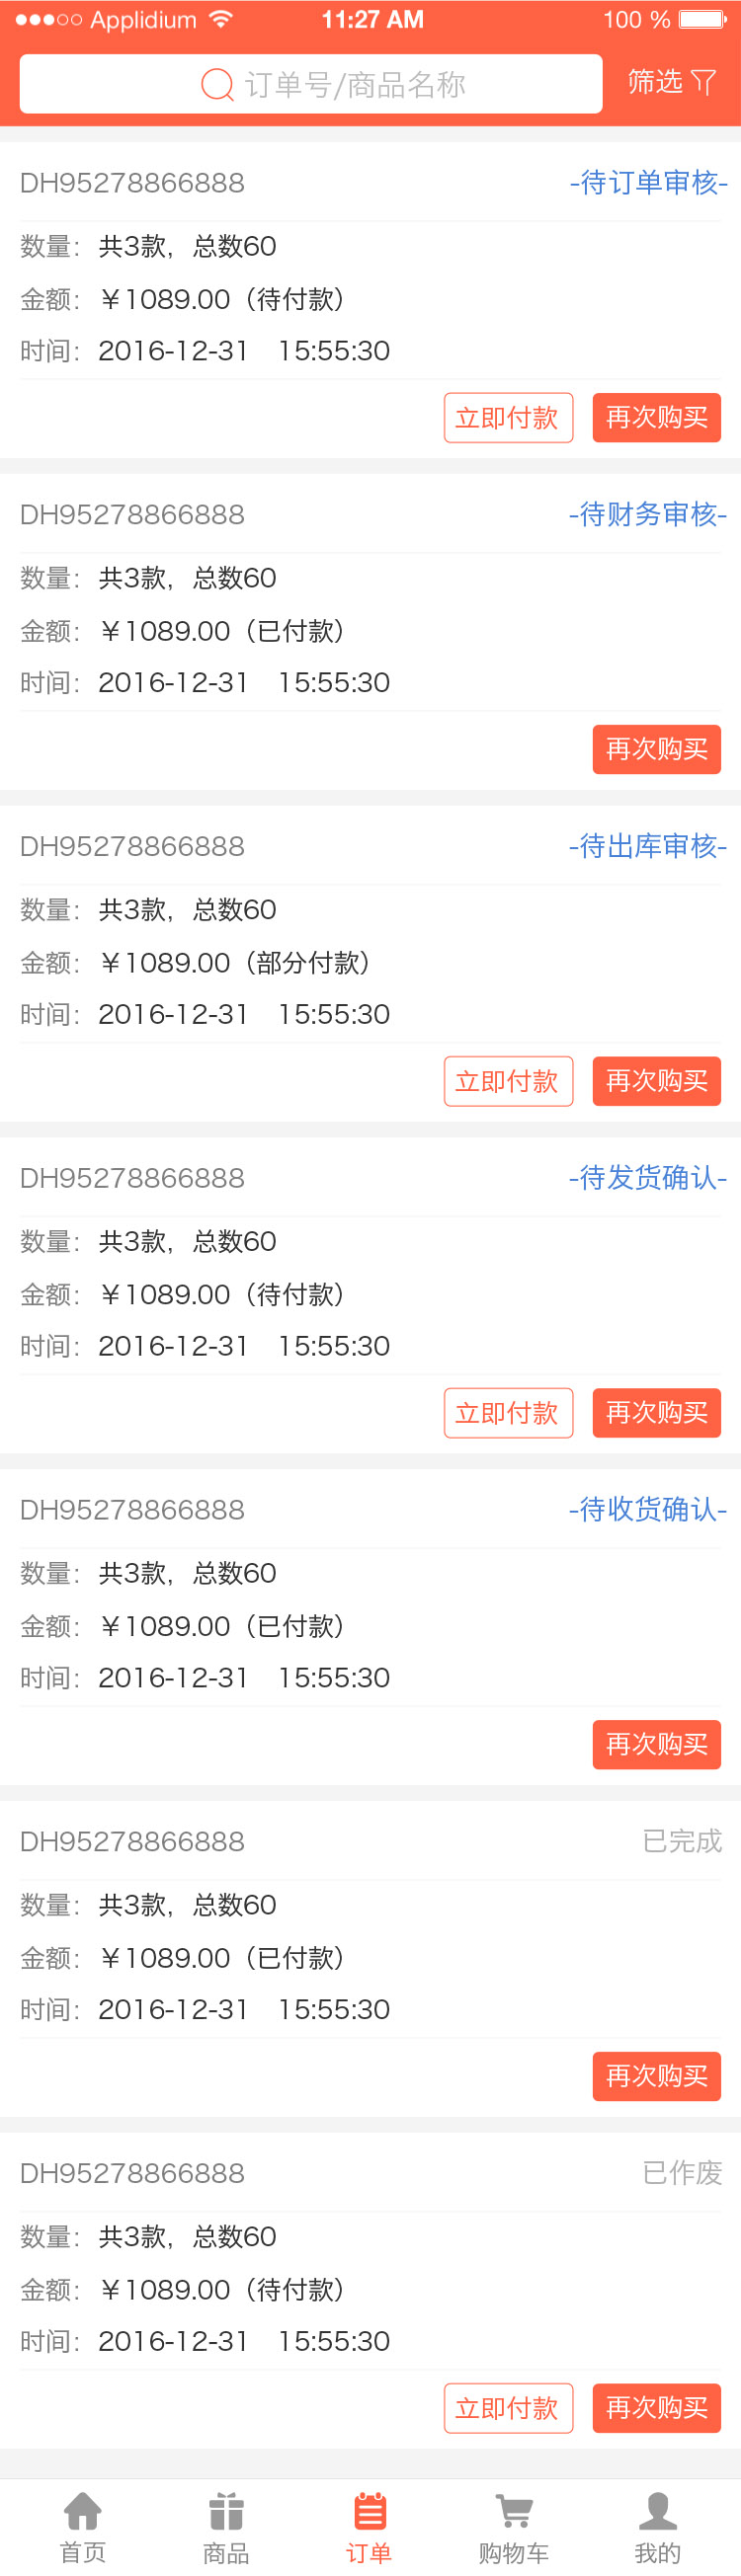 Applidium 11:27 AM 100 %
订单号/商品名称 筛选
DH95278866888 -待订单审核-
数量：共3款，总数60
金额：￥1089.00（待付款）
时间：2016-12-31 15:55:30
立即付款 再次购买
DH95278866888 -待财务审核-
数量：共3款，总数60
金额：￥1089.00（已付款）
时间：2016-12-31 15:55:30
再次购买
DH95278866888 -待出库审核-
数量：共3款，总数60
金额：￥1089.00（部分付款）
时间：2016-12-31 15:55:30
立即付款 再次购买
DH95278866888 -待发货确认-
数量：共3款，总数60
金额：￥1089.00（待付款）
时间：2016-12-31 15:55:30
立即付款 再次购买
DH95278866888 -待收货确认-
数量：共3款，总数60
金额：￥1089.00（已付款）
时间：2016-12-31 15:55:30
再次购买
DH95278866888 已完成
数量：共3款，总数60
金额：￥1089.00（已付款）
时间：2016-12-31 15:55:30
再次购买
DH95278866888 已作废
数量：共3款，总数60
金额：￥1089.00（待付款）
时间：2016-12-31 15:55:30
立即付款 再次购买
首页 商品 订单 购物车 我的